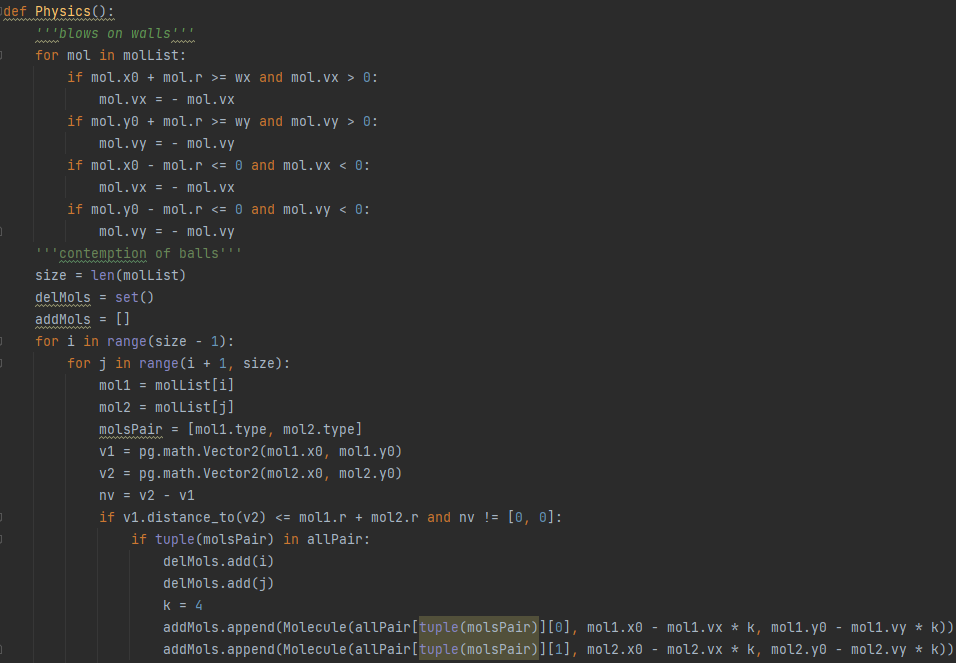 def Physics():
    '''blows on walls'''
    for mol in molList:
        if mol.x0 + mol.r >= wx and mol.vx > 0:
            mol.vx = - mol.vx
        if mol.y0 + mol.r >= wy and mol.vy > 0:
            mol.vy = - mol.vy
        if mol.x0 - mol.r <= 0 and mol.vx < 0:
            mol.vx = - mol.vx
        if mol.y0 - mol.r <= 0 and mol.vy < 0:
            mol.vy = - mol.vy
    '''contemption of balls'''
    size = len(molList)
    delMols = set()
    addMols = []
    for i in range(size - 1):
        for j in range(i + 1, size):
            mol1 = molList[i]
            mol2 = molList[j]
            molsPair = [mol1.type, mol2.type]
            v1 = pg.math.Vector2(mol1.x0, mol1.y0)
            v2 = pg.math.Vector2(mol2.x0, mol2.y0)
            nv = v2 - v1
            if v1.distance_to(v2) <= mol1.r + mol2.r and nv != [0, 0]:
                if tuple(molsPair) in allPair:
                    delMols.add(i)
                    delMols.add(j)
                    k = 4
                    addMols.append(Molecule(allPair[tuple(molsPair)][0], mol1.x0 - mol1.vx * k, mol1.y0 - mol1.vy * k))
                    addMols.append(Molecule(allPair[tuple(molsPair)][1], mol2.x0 - mol2.vx * k, mol2.y0 - mol2.vy * k))